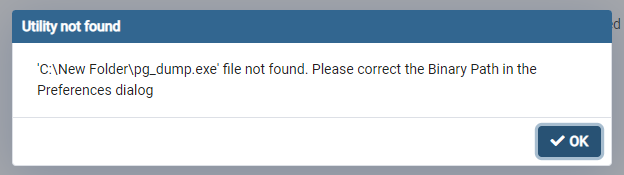 Utility not found
'C:\New Folder\pg_dump.exe' file not found. Please correct the Binary Path in the
Preferences dialog
OK